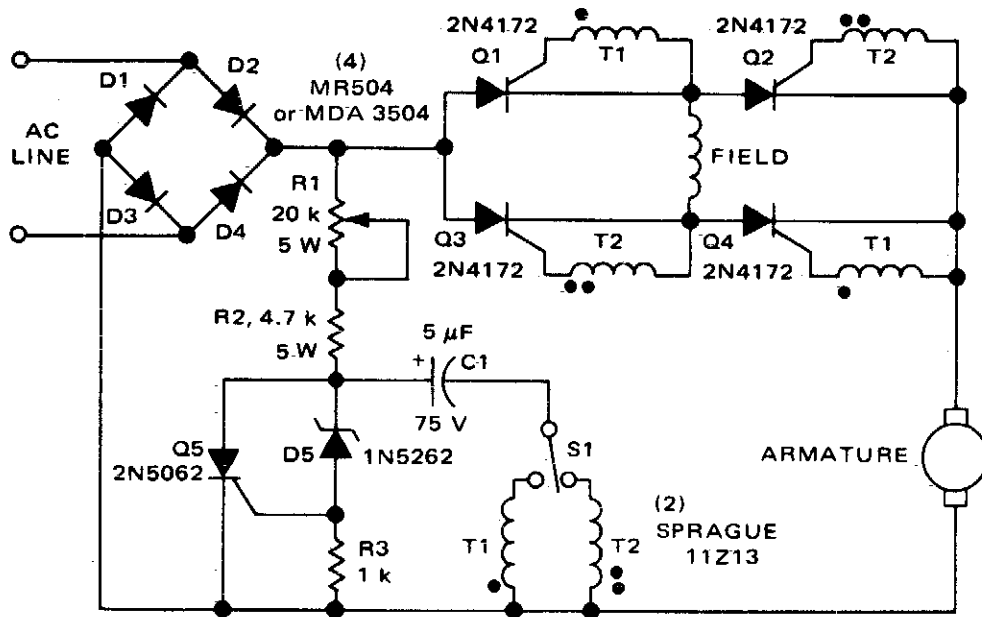 2N4172
T1
Q1
2N4172
T2
Q2
D1
D2
(4)
MR504
or MDA 3504
AC
LINE
FIELD
D3
D4
R1
20 k
5 W
Q3
2N4172
T2
Q4
2N4172
T1
R2, 4.7 k
5 W
5 µF
+
C1
75 V
Q5
2N5062
D5
1N5262
S1
ARMATURE
(2)
SPRAGUE
11Z13
T1
T2
R3
1 k